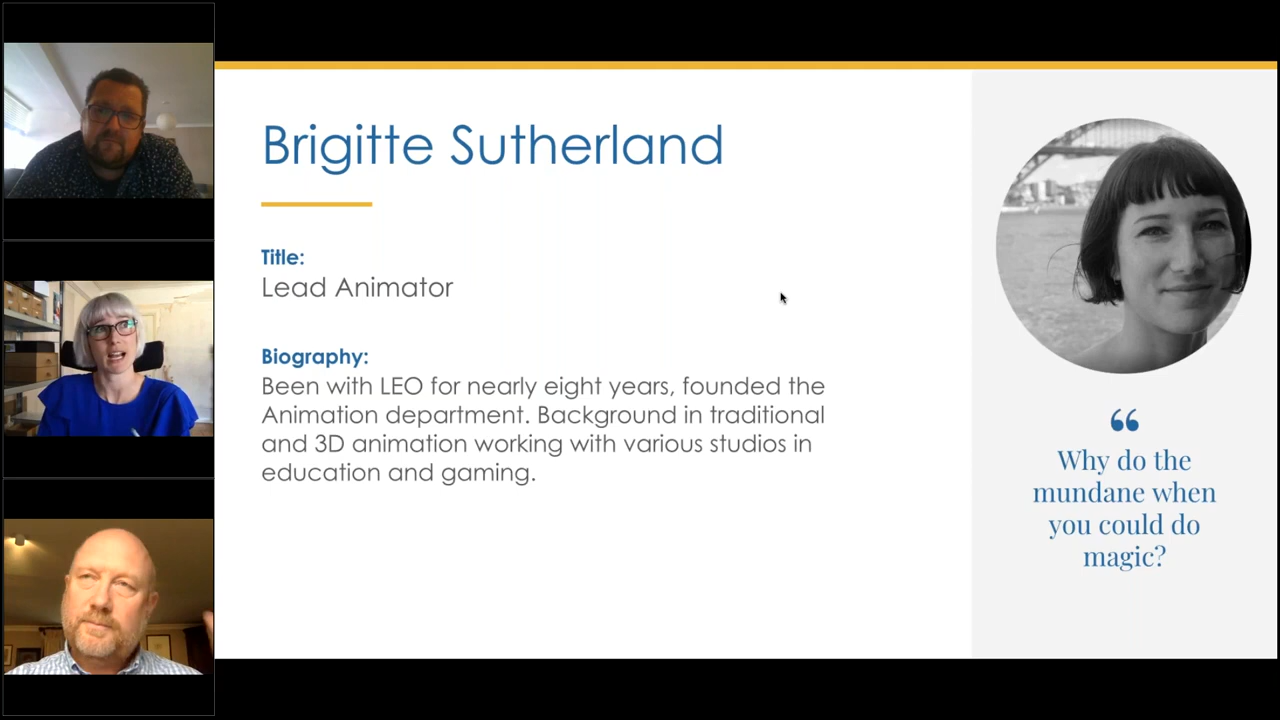 Brigitte Sutherland
Title:
Lead Animator
Biography:
Been with LEO for nearly eight years, founded the
Animation department. Background in traditional
and 3D animation working with various studios in
education and gaming.
“
Why do the
mundane when
you could do
magic?